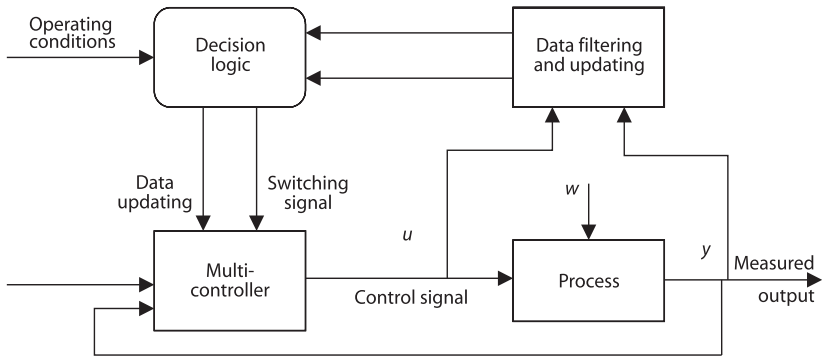 Operating
conditions
Decision
logic
Data filtering
and updating
Data
updating
Switching
signal
w
u
y
Multi-
controller
Control signal
Process
Measured
output